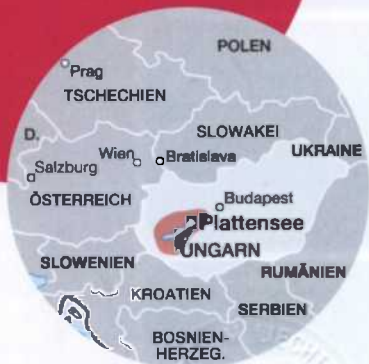 POLEN
Prag
TSCHECHIEN
D.
SLOWAKEI
UKRAINE
Wien
Bratislava
Salzburg
ÖSTERREICH
Budapest
Plattensee
UNGARN
SLOWENIEN
RUMÄNIEN
KROATIEN
SERBIEN
BOSNIEN-
HERZEG.